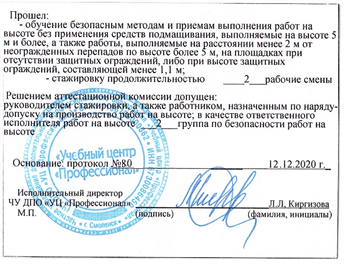 Прошел:
- обучение безопасным методам и приемам выполнения работ на
высоте без применения средств подмащивания, выполняемые на высоте 5
м и более, а также работы, выполняемые на расстоянии менее 2 м от
неогражденных перепадов по высоте более 5 м, на площадках при
отсутствии защитных ограждений, либо при высоте защитных
ограждений, составляющей менее 1,1 м;
- стажировку продолжительностью 2 рабочие смены
Решением аттестационной комиссии допущен:
руководителем стажировки, а также работником, назначенным по наряду-
допуску на производство работ на высоте; в качестве ответственного
исполнителя работ на высоте 2 группа по безопасности работ на
высоте
Основание: протокол №80 12.12.2020 г.
Исполнительный директор
ЧУ ДПО «УЦ «Профессионал» Л.Л. Киргизова
М.П. (подпись) (фамилия, инициалы)
«Учебный центр
«Профессионал»
г. Смоленск